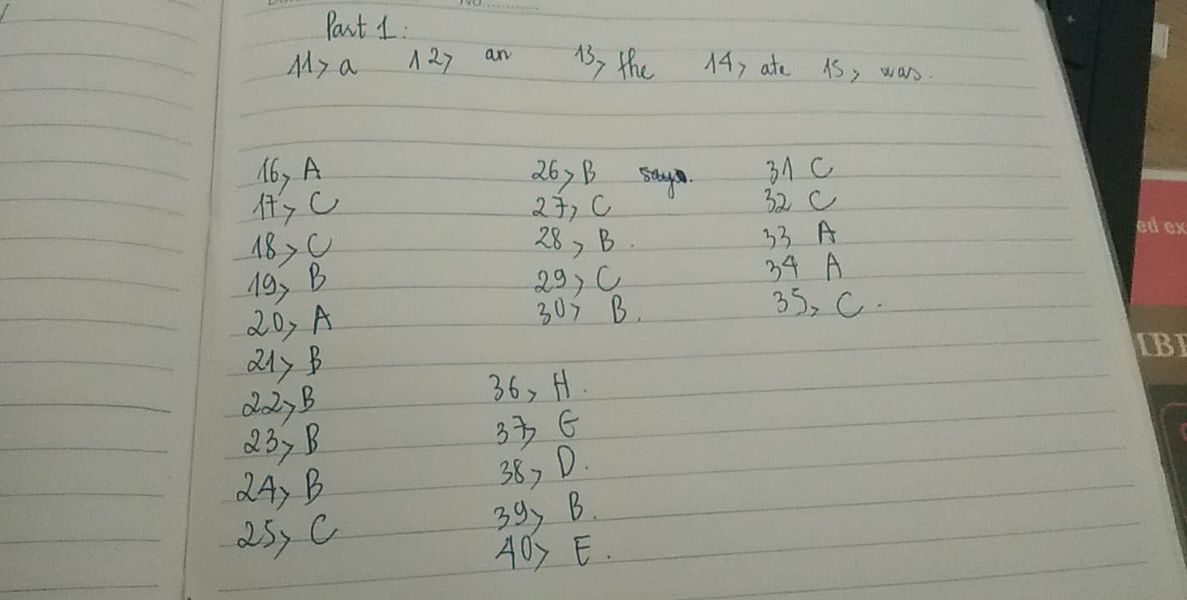 No ..........
Part 1:
11> a 12> an 13> the 14> ate 15> was.
16> A
17> C
18> C
19> B
20> A
21> B
22> B
23> B
24> B
25> C
26> B says.
27> C
28> B.
29> C
30> B.
31 C
32 C
33 A
34 A
35> C.
36> H.
37> G
38> D.
39> B.
40> E.
ed ex